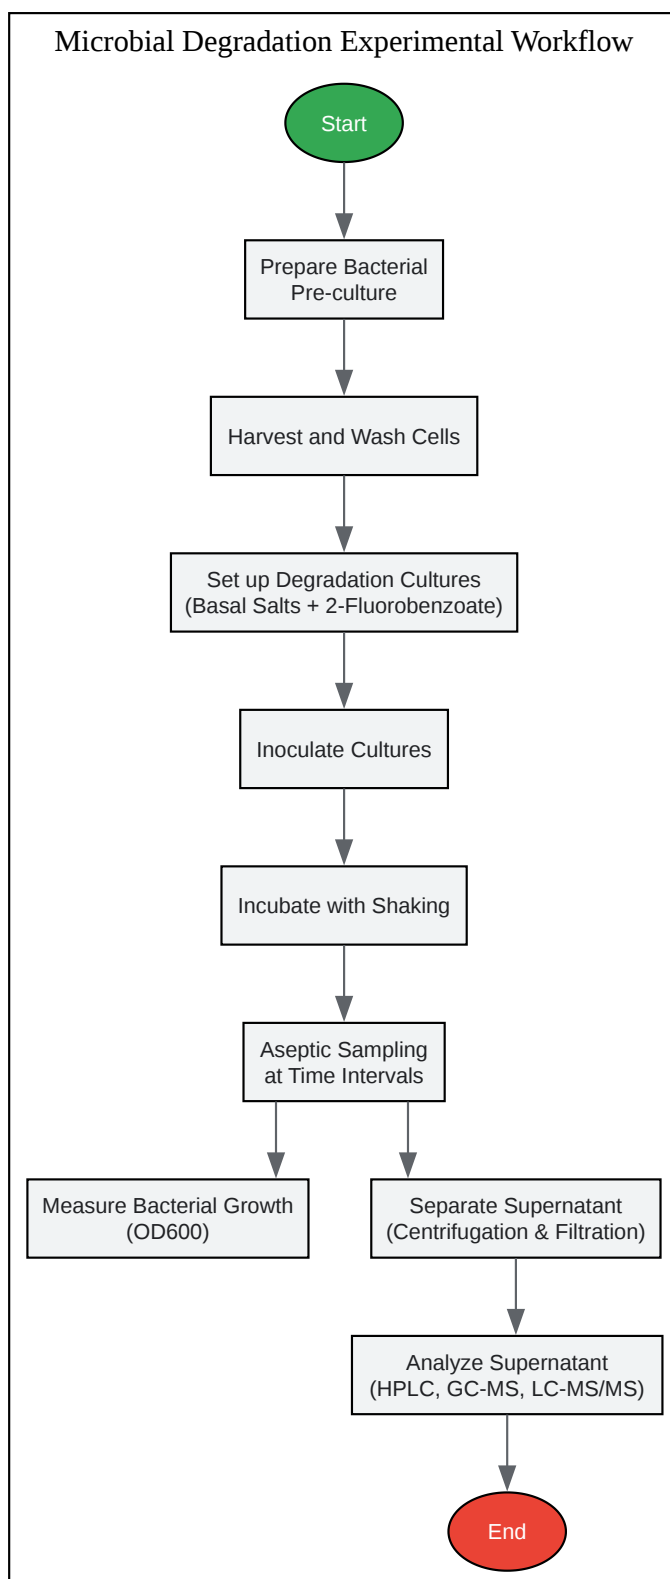 Microbial Degradation Experimental Workflow
Start
Prepare Bacterial
Pre-culture
Harvest and Wash Cells
Set up Degradation Cultures
(Basal Salts + 2-Fluorobenzoate)
Inoculate Cultures
Incubate with Shaking
Aseptic Sampling
at Time Intervals
Measure Bacterial Growth
(OD600)
Separate Supernatant
(Centrifugation & Filtration)
Analyze Supernatant
(HPLC, GC-MS, LC-MS/MS)
End